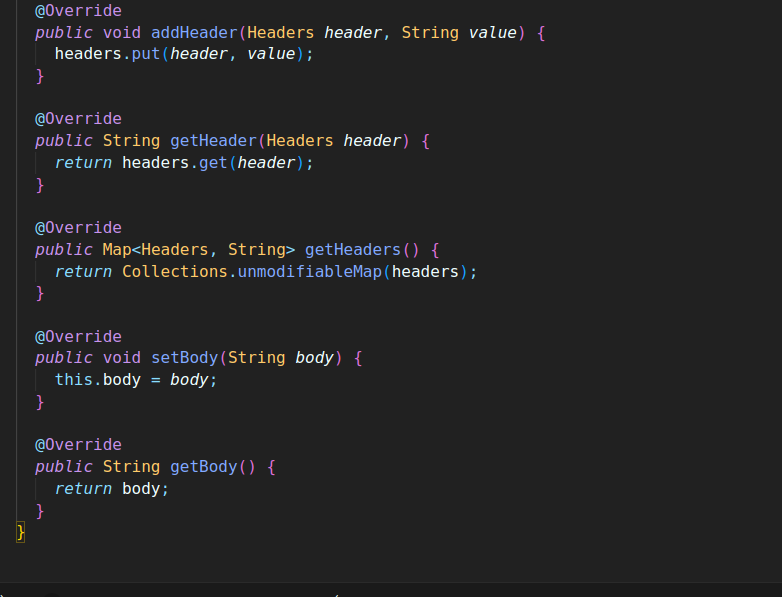 @Override
public void addHeader(Headers header, String value) {
  headers.put(header, value);
}

@Override
public String getHeader(Headers header) {
  return headers.get(header);
}

@Override
public Map<Headers, String> getHeaders() {
  return Collections.unmodifiableMap(headers);
}

@Override
public void setBody(String body) {
  this.body = body;
}

@Override
public String getBody() {
  return body;
}
}